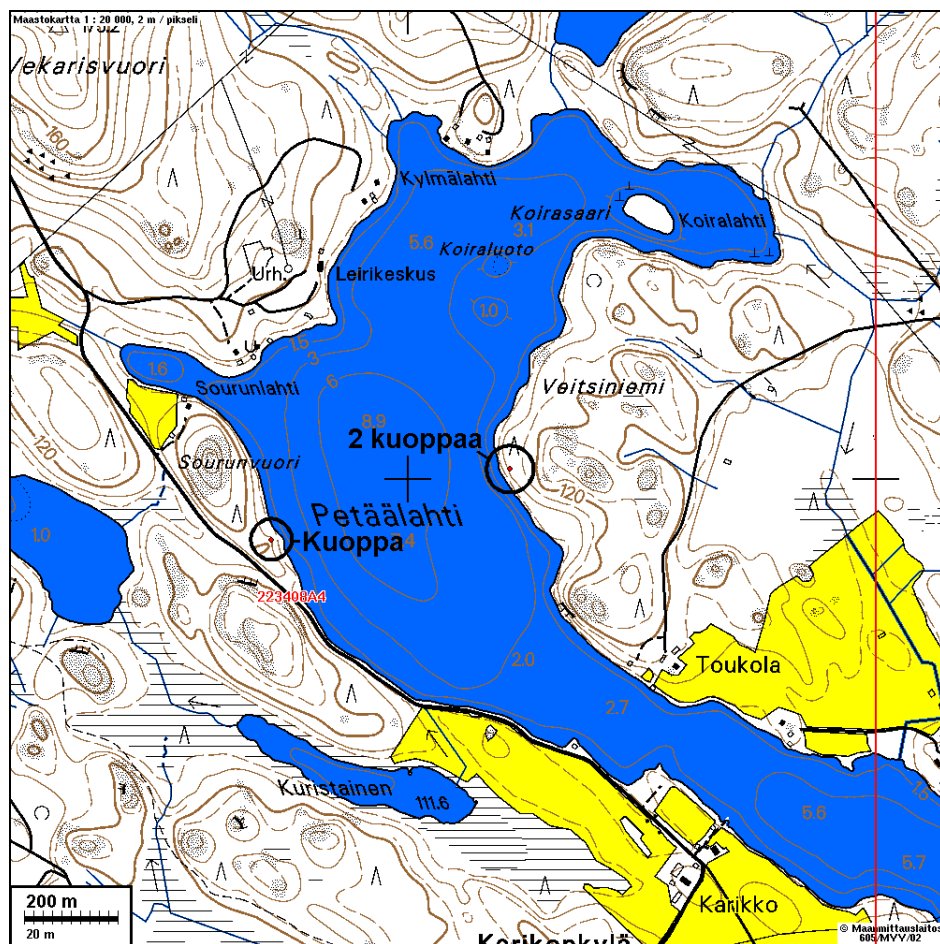 Maastokartta 1 : 20 000, 2 m / pikseli
Vekarisvuori
160
Kylmälahti
Koirasaari
3.1
Koiralahti
5.6
Koiraluoto
Urh.
Leirikeskus
1.0
1.5
3
U.
1.6
Sourunlahti
6
Veitsiniemi
8.9
2 kuoppaa
120
Sourunvuori
120
Petäälahti
1.0
Kuoppa
223408A4
2.0
Toukola
2.7
Kuristainen
111.6
5.6
1.5
5.7
200 m
20 m
Karikko
Karikonkylä
© Maanmittauslaitos
605/MYY/02